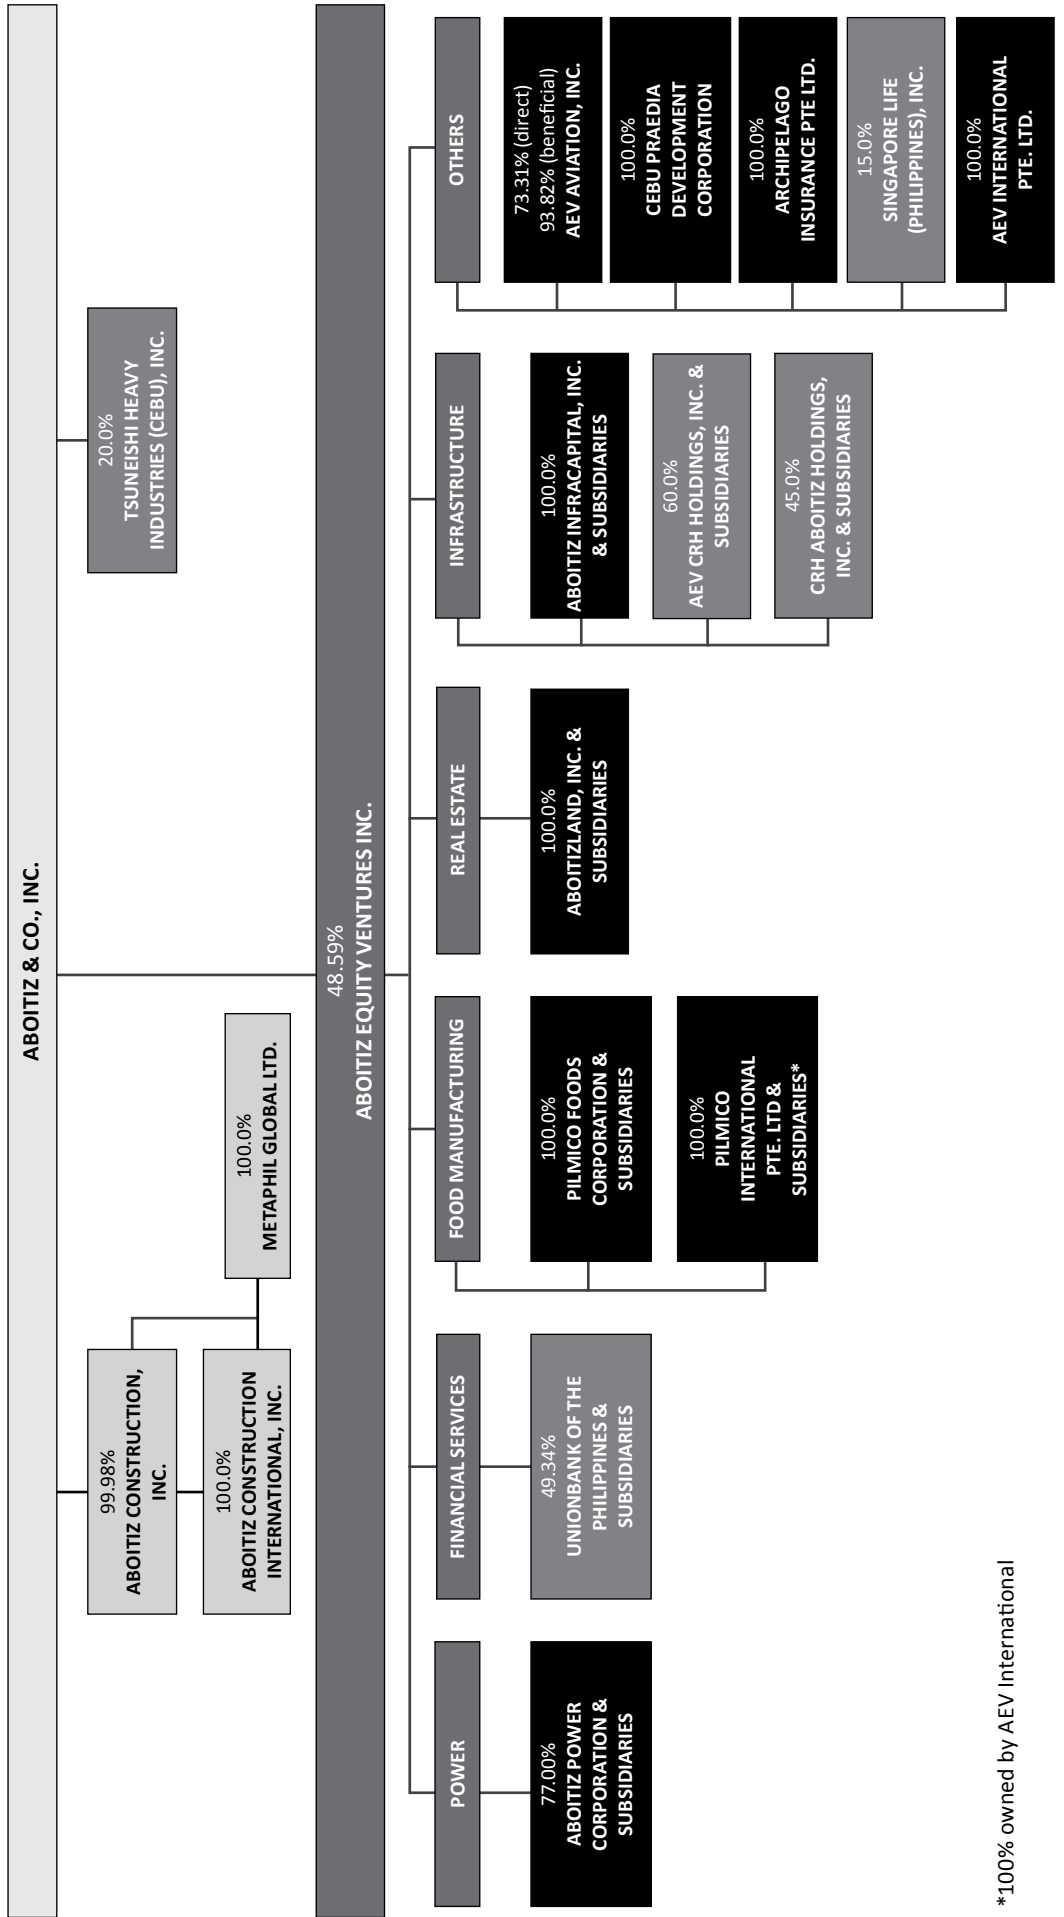 ABOITIZ & CO., INC.
99.98%
ABOITIZ CONSTRUCTION,
INC.
100.0%
ABOITIZ CONSTRUCTION
INTERNATIONAL, INC.
100.0%
METAPHIL GLOBAL LTD.
20.0%
TSUNEISHI HEAVY
INDUSTRIES (CEBU), INC.
48.59%
ABOITIZ EQUITY VENTURES INC.
POWER
77.00%
ABOITIZ POWER
CORPORATION &
SUBSIDIARIES
FINANCIAL SERVICES
49.34%
UNIONBANK OF THE
PHILIPPINES &
SUBSIDIARIES
FOOD MANUFACTURING
100.0%
PILMICO FOODS
CORPORATION &
SUBSIDIARIES
100.0%
PILMICO
INTERNATIONAL
PTE. LTD &
SUBSIDIARIES*
REAL ESTATE
100.0%
ABOITIZLAND, INC. &
SUBSIDIARIES
INFRASTRUCTURE
100.0%
ABOITIZ INFRACAPITAL, INC.
& SUBSIDIARIES
60.0%
AEV CRH HOLDINGS, INC. &
SUBSIDIARIES
45.0%
CRH ABOITIZ HOLDINGS,
INC. & SUBSIDIARIES
OTHERS
73.31% (direct)
93.82% (beneficial)
AEV AVIATION, INC.
100.0%
CEBU PRAEDIA
DEVELOPMENT
CORPORATION
100.0%
ARCHIPELAGO
INSURANCE PTE LTD.
15.0%
SINGAPORE LIFE
(PHILIPPINES), INC.
100.0%
AEV INTERNATIONAL
PTE. LTD.
*100% owned by AEV International